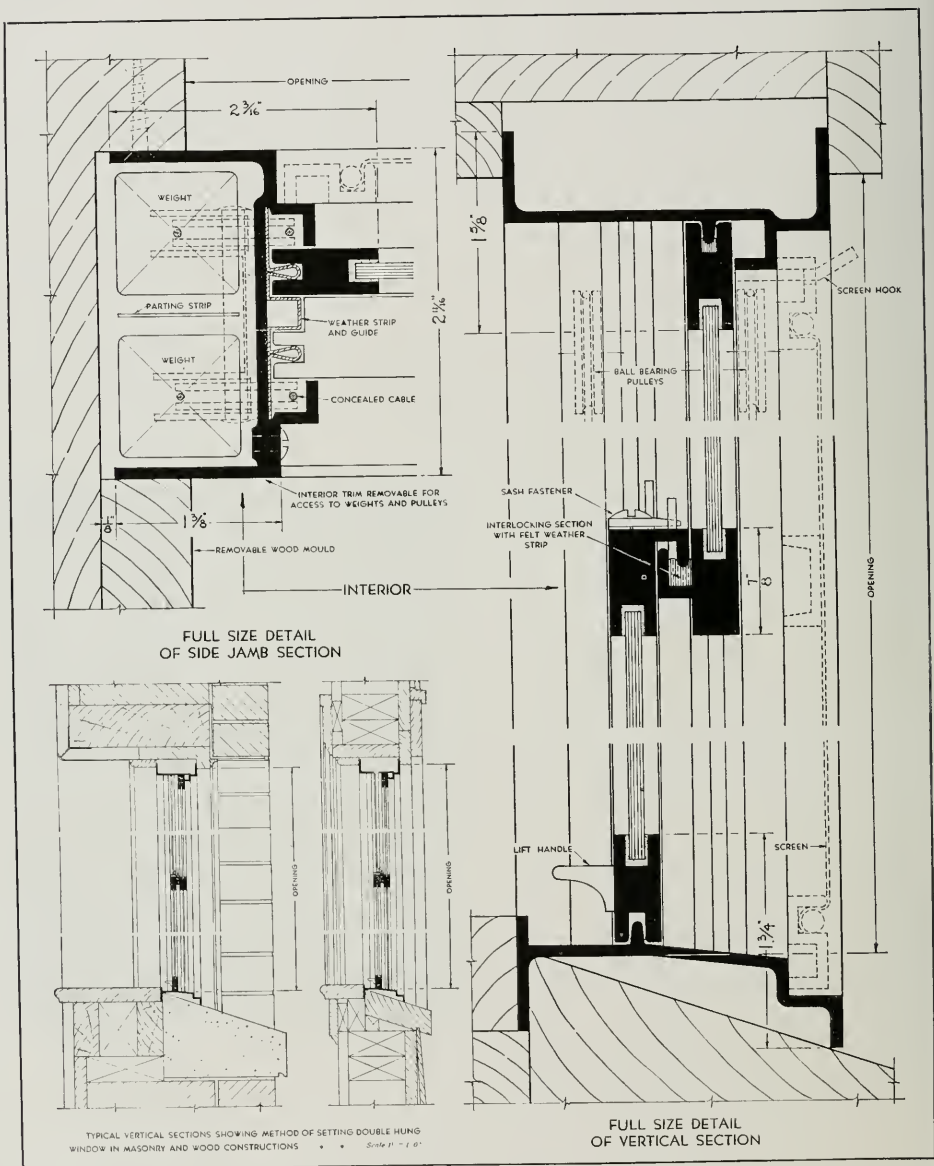 OPENING
2 3/16"
WEIGHT
PARTING STRIP
WEATHER STRIP
AND GUIDE
WEIGHT
CONCEALED CABLE
2 11/16"
INTERIOR TRIM REMOVABLE FOR
ACCESS TO WEIGHTS AND PULLEYS
1/8"
1 3/8"
REMOVABLE WOOD MOULD
INTERIOR
FULL SIZE DETAIL
OF SIDE JAMB SECTION
1 5/8"
SCREEN HOOK
BALL BEARING
PULLEYS
SASH FASTENER
INTERLOCKING SECTION
WITH FELT WEATHER
STRIP
7"
8
OPENING
LIFT HANDLE
SCREEN
1 3/4"
FULL SIZE DETAIL
OF VERTICAL SECTION
OPENING
OPENING
TYPICAL VERTICAL SECTIONS SHOWING METHOD OF SETTING DOUBLE HUNG
WINDOW IN MASONRY AND WOOD CONSTRUCTIONS • • Scale